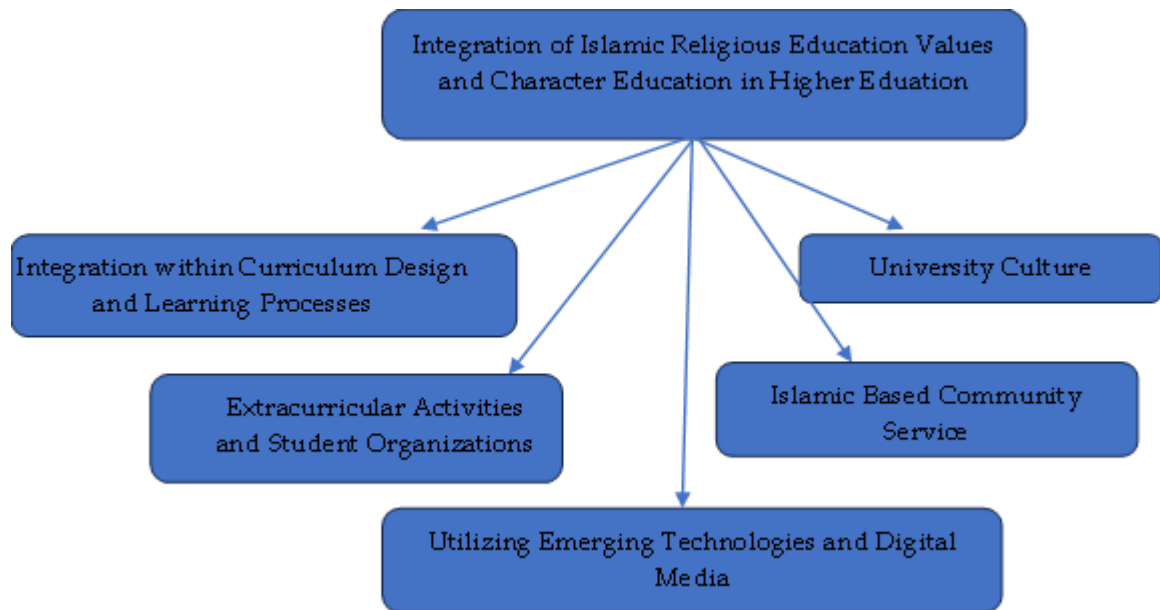 Integration of Islamic Religious Education Values
and Character Education in Higher Eduation
Integration within Curriculum Design
and Learning Processes
University Culture
Extracurricular Activities
and Student Organizations
Islamic Based Community
Service
Utilizing Emerging Technologies and Digital
Media